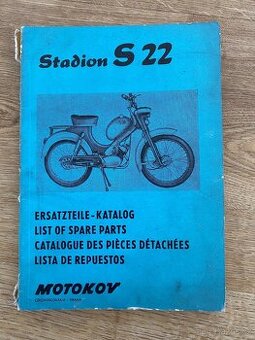 Stadion S 22
ERSATZTEILE - KATALOG
LIST OF SPARE PARTS
CATALOGUE DES PIÈCES DÉTACHÉES
LISTA DE REPUESTOS
MOTOKOV